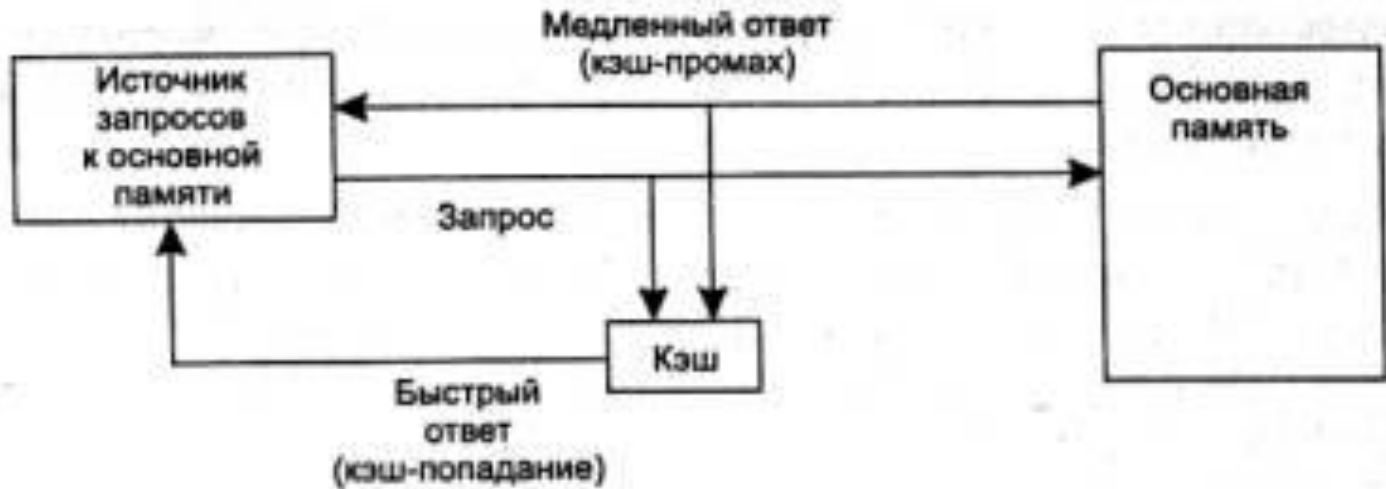 Медленный ответ
(кэш-промах)
Источник
запросов
к основной
памяти
Основная
память
Запрос
Кэш
Быстрый
ответ
(кэш-попадание)